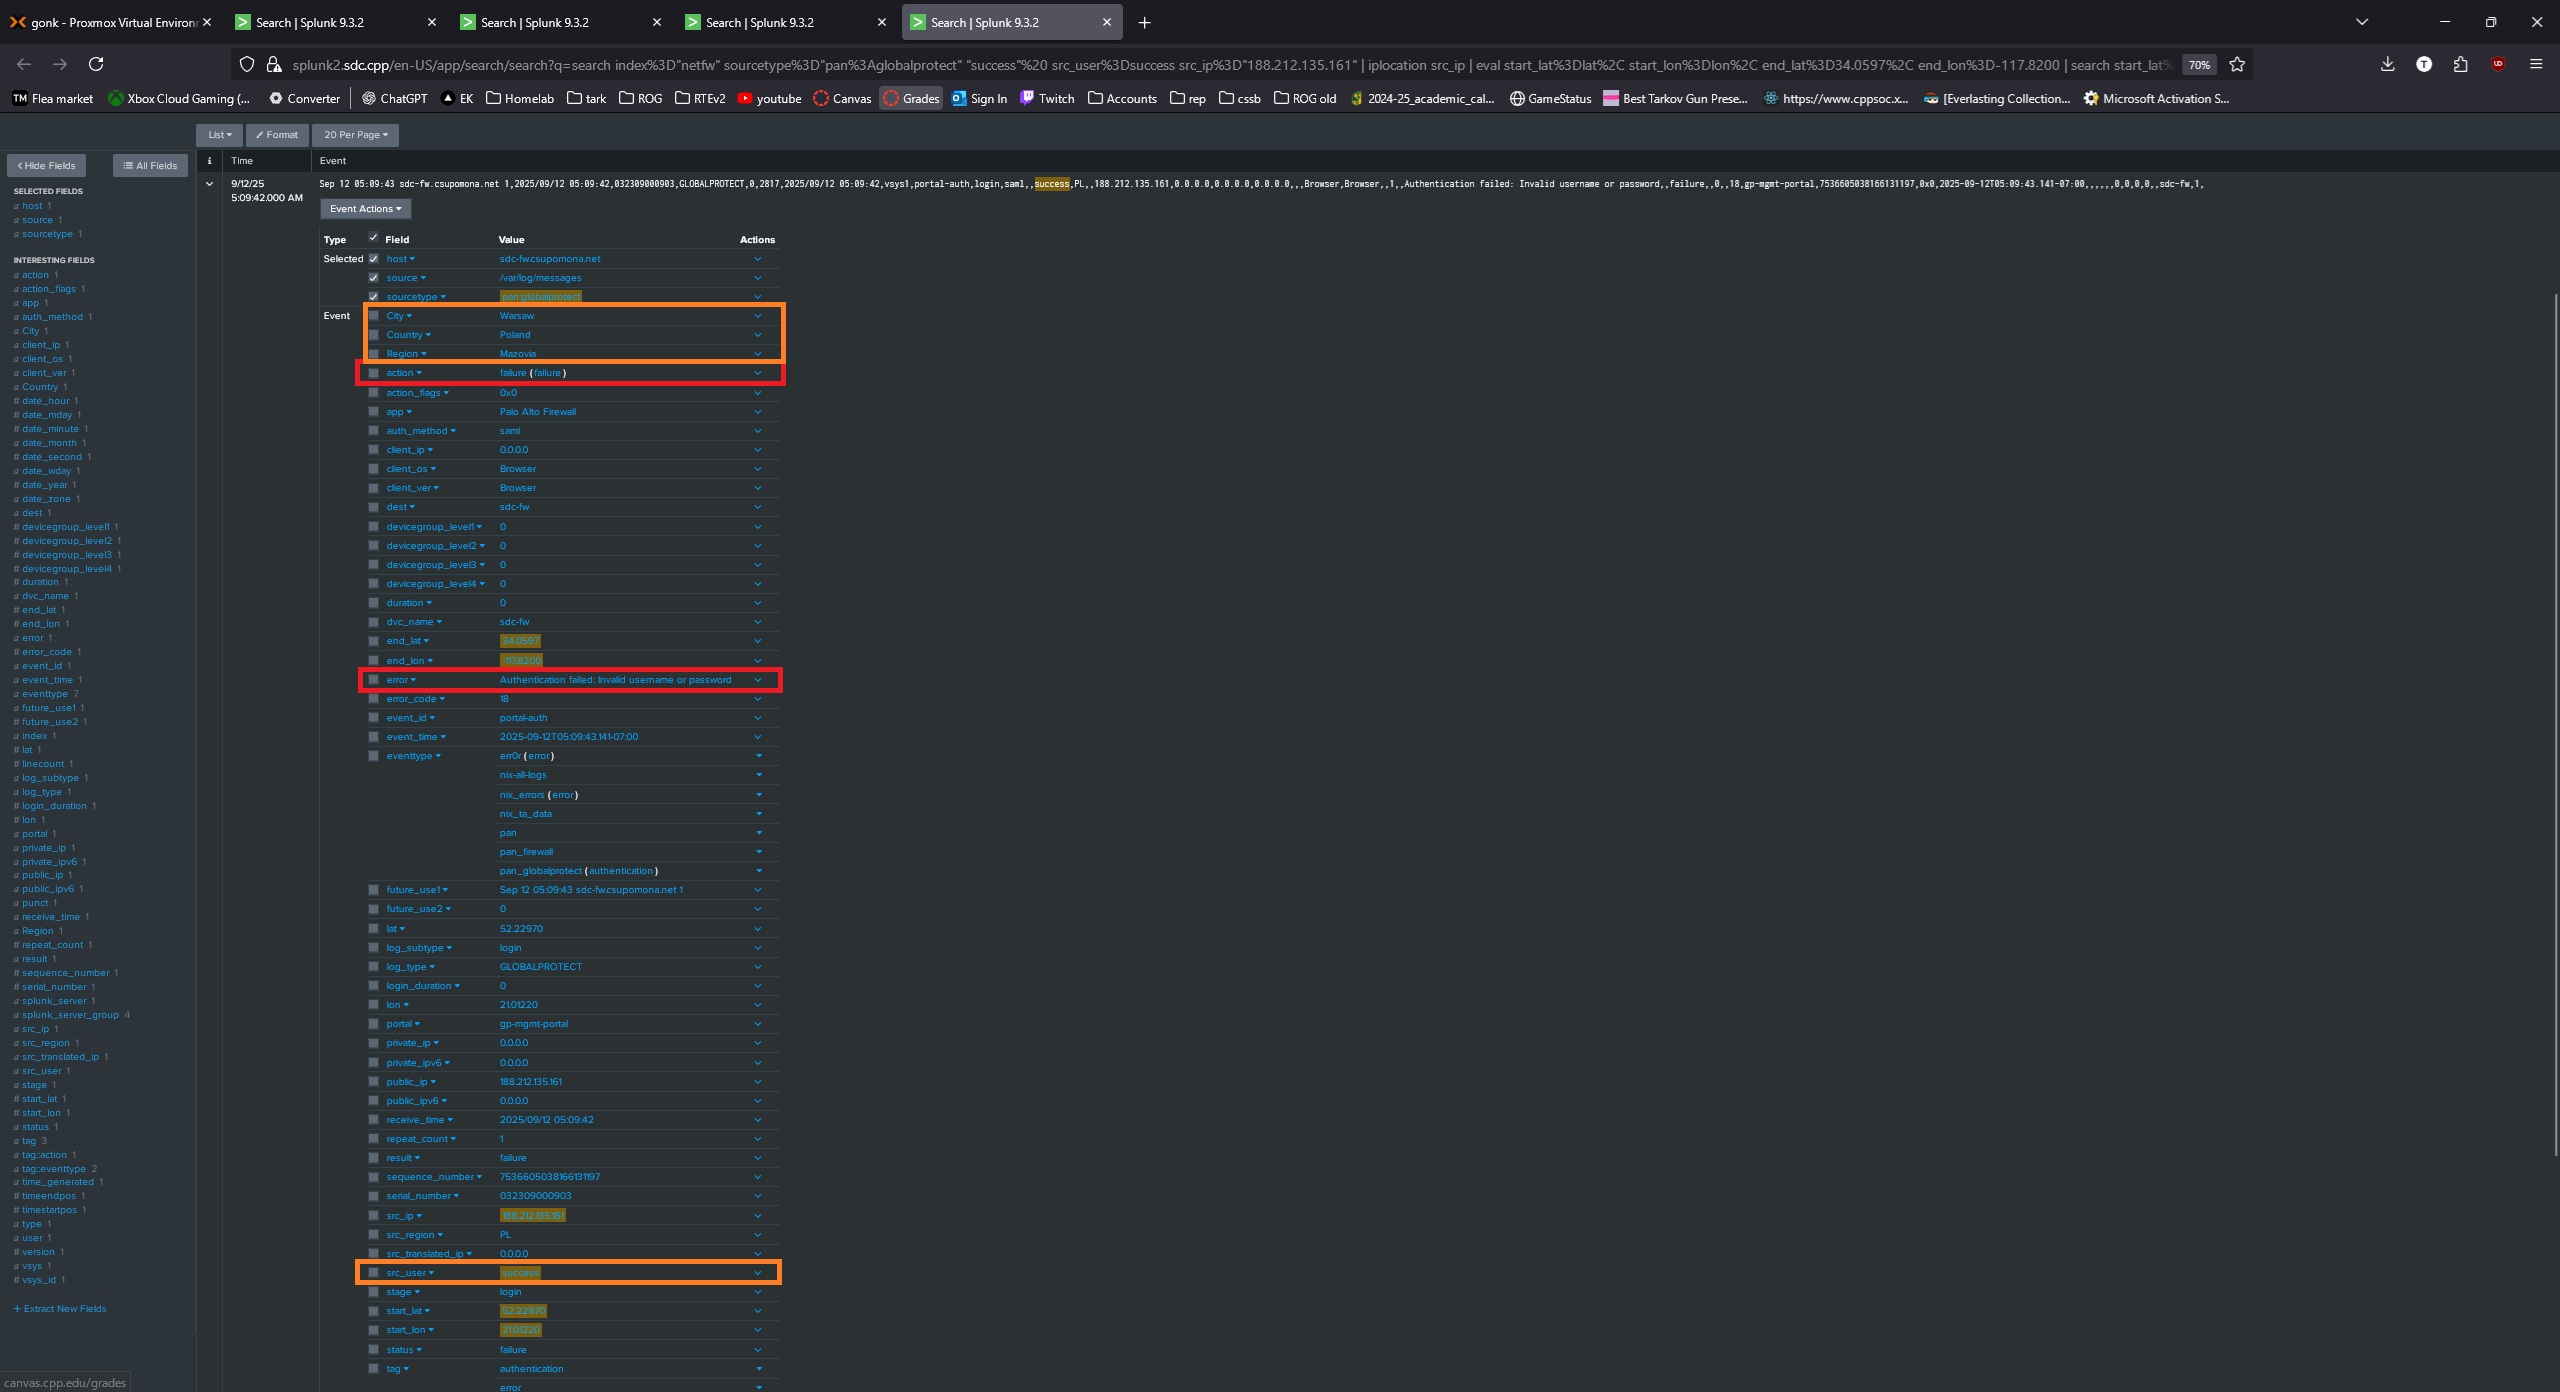 gonk - Proxmox Virtual Environ
Search | Splunk 9.3.2
Search | Splunk 9.3.2
Search | Splunk 9.3.2
Search | Splunk 9.3.2
splunk2.sdc.cpp/en-US/app/search/search?q=search index%3D"netfw" sourcetype%3D"pan%3Aglobalprotect" "success"%20 src_user%3Dsuccess src_ip%3D"188.212.135.161" | iplocation src_ip | eval start_lat%3Dlat%2C start_lon%3Dlon%2C end_lat%3D34.0597%2C end_lon%3D-117.8200 | search start_lat%
70%
Flea market
Xbox Cloud Gaming (...
Converter
ChatGPT
EK
Homelab
tark
ROG
RTEv2
youtube
Canvas
Grades
Sign In
Twitch
Accounts
rep
cssb
ROG old
2024-25_academic_cal...
GameStatus
Best Tarkov Gun Prese...
https://www.cppsoc.x...
[Everlasting Collection...
Microsoft Activation S...
List
Format
20 Per Page
Hide Fields
All Fields
SELECTED FIELDS
a host 1
a source 1
a sourcetype 1
INTERESTING FIELDS
a action 1
a action_flags 1
a app 1
a auth_method 1
a City 1
a client_ip 1
a client_os 1
a client_ver 1
a Country 1
# date_hour 1
# date_mday 1
# date_minute 1
a date_month 1
# date_second 1
a date_wday 1
# date_year 1
a date_zone 1
a dest 1
# devicegroup_level1 1
# devicegroup_level2 1
# devicegroup_level3 1
# devicegroup_level4 1
# duration 1
a dvc_name 1
# end_lat 1
# end_lon 1
a error 1
# error_code 1
a event_id 1
a event_time 1
a eventtype 7
a future_use1 1
# future_use2 1
a index 1
# lat 1
# linecount 1
a log_subtype 1
a log_type 1
# login_duration 1
# lon 1
a portal 1
a private_ip 1
a private_ipv6 1
a public_ip 1
a public_ipv6 1
a punct 1
a receive_time 1
a Region 1
# repeat_count 1
a result 1
# sequence_number 1
# serial_number 1
a splunk_server 1
a splunk_server_group 4
a src_ip 1
a src_region 1
a src_translated_ip 1
a src_user 1
a stage 1
# start_lat 1
# start_lon 1
a status 1
a tag 3
a tag::action 1
a tag::eventtype 2
a time_generated 1
# timeendpos 1
# timestartpos 1
a type 1
a user 1
# version 1
a vsys 1
# vsys_id 1
+ Extract New Fields
i Time Event
9/12/25
5:09:42.000 AM
Sep 12 05:09:43 sdc-fw.csupomona.net 1,2025/09/12 05:09:42,032309000903,GLOBALPROTECT,0,2817,2025/09/12 05:09:42,vsys1,portal-auth,login,saml,,success,PL,,188.212.135.161,0.0.0.0,0.0.0.0,0.0.0.0,,,Browser,Browser,,1,,Authentication failed: Invalid username or password,,failure,,0,,18,gp-mgmt-portal,7536605038166131197,0x0,2025-09-12T05:09:43.141-07:00,,,,,,0,0,0,0,,sdc-fw,1,
Event Actions
Type Field Value Actions
Selected host sdc-fw.csupomona.net
source /var/log/messages
sourcetype pan:globalprotect
Event City Warsaw
Country Poland
Region Mazovia
action failure ( failure )
action_flags 0x0
app Palo Alto Firewall
auth_method saml
client_ip 0.0.0.0
client_os Browser
client_ver Browser
dest sdc-fw
devicegroup_level1 0
devicegroup_level2 0
devicegroup_level3 0
devicegroup_level4 0
duration 0
dvc_name sdc-fw
end_lat 34.0597
end_lon -117.8200
error Authentication failed: Invalid username or password
error_code 18
event_id portal-auth
event_time 2025-09-12T05:09:43.141-07:00
eventtype err0r ( error )
nix-all-logs
nix_errors ( error )
nix_ta_data
pan
pan_firewall
pan_globalprotect ( authentication )
future_use1 Sep 12 05:09:43 sdc-fw.csupomona.net 1
future_use2 0
lat 52.22970
log_subtype login
log_type GLOBALPROTECT
login_duration 0
lon 21.01220
portal gp-mgmt-portal
private_ip 0.0.0.0
private_ipv6 0.0.0.0
public_ip 188.212.135.161
public_ipv6 0.0.0.0
receive_time 2025/09/12 05:09:42
repeat_count 1
result failure
sequence_number 7536605038166131197
serial_number 032309000903
src_ip 188.212.135.161
src_region PL
src_translated_ip 0.0.0.0
src_user success
stage login
start_lat 52.22970
start_lon 21.01220
status failure
tag authentication
error
canvas.cpp.edu/grades